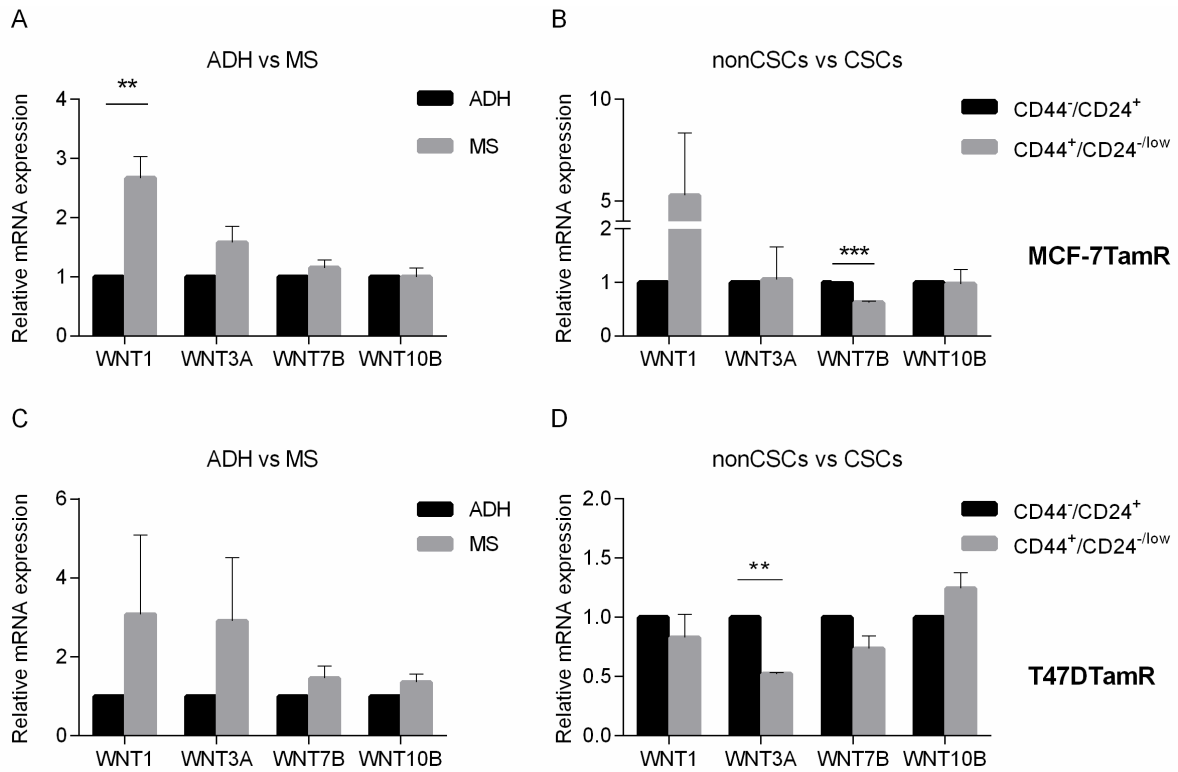 A
ADH vs MS
Relative mRNA expression
4
3
2
1
0
**
ADH
MS
WNT1 WNT3A WNT7B WNT10B
B
nonCSCs vs CSCs
Relative mRNA expression
10
5
2
1
0
***
CD44⁻/CD24⁺
CD44⁺/CD24⁻/ˡᵒʷ
WNT1 WNT3A WNT7B WNT10B
MCF-7TamR
C
ADH vs MS
Relative mRNA expression
6
4
2
0
ADH
MS
WNT1 WNT3A WNT7B WNT10B
D
nonCSCs vs CSCs
Relative mRNA expression
2.0
1.5
1.0
0.5
0.0
**
CD44⁻/CD24⁺
CD44⁺/CD24⁻/ˡᵒʷ
WNT1 WNT3A WNT7B WNT10B
T47DTamR